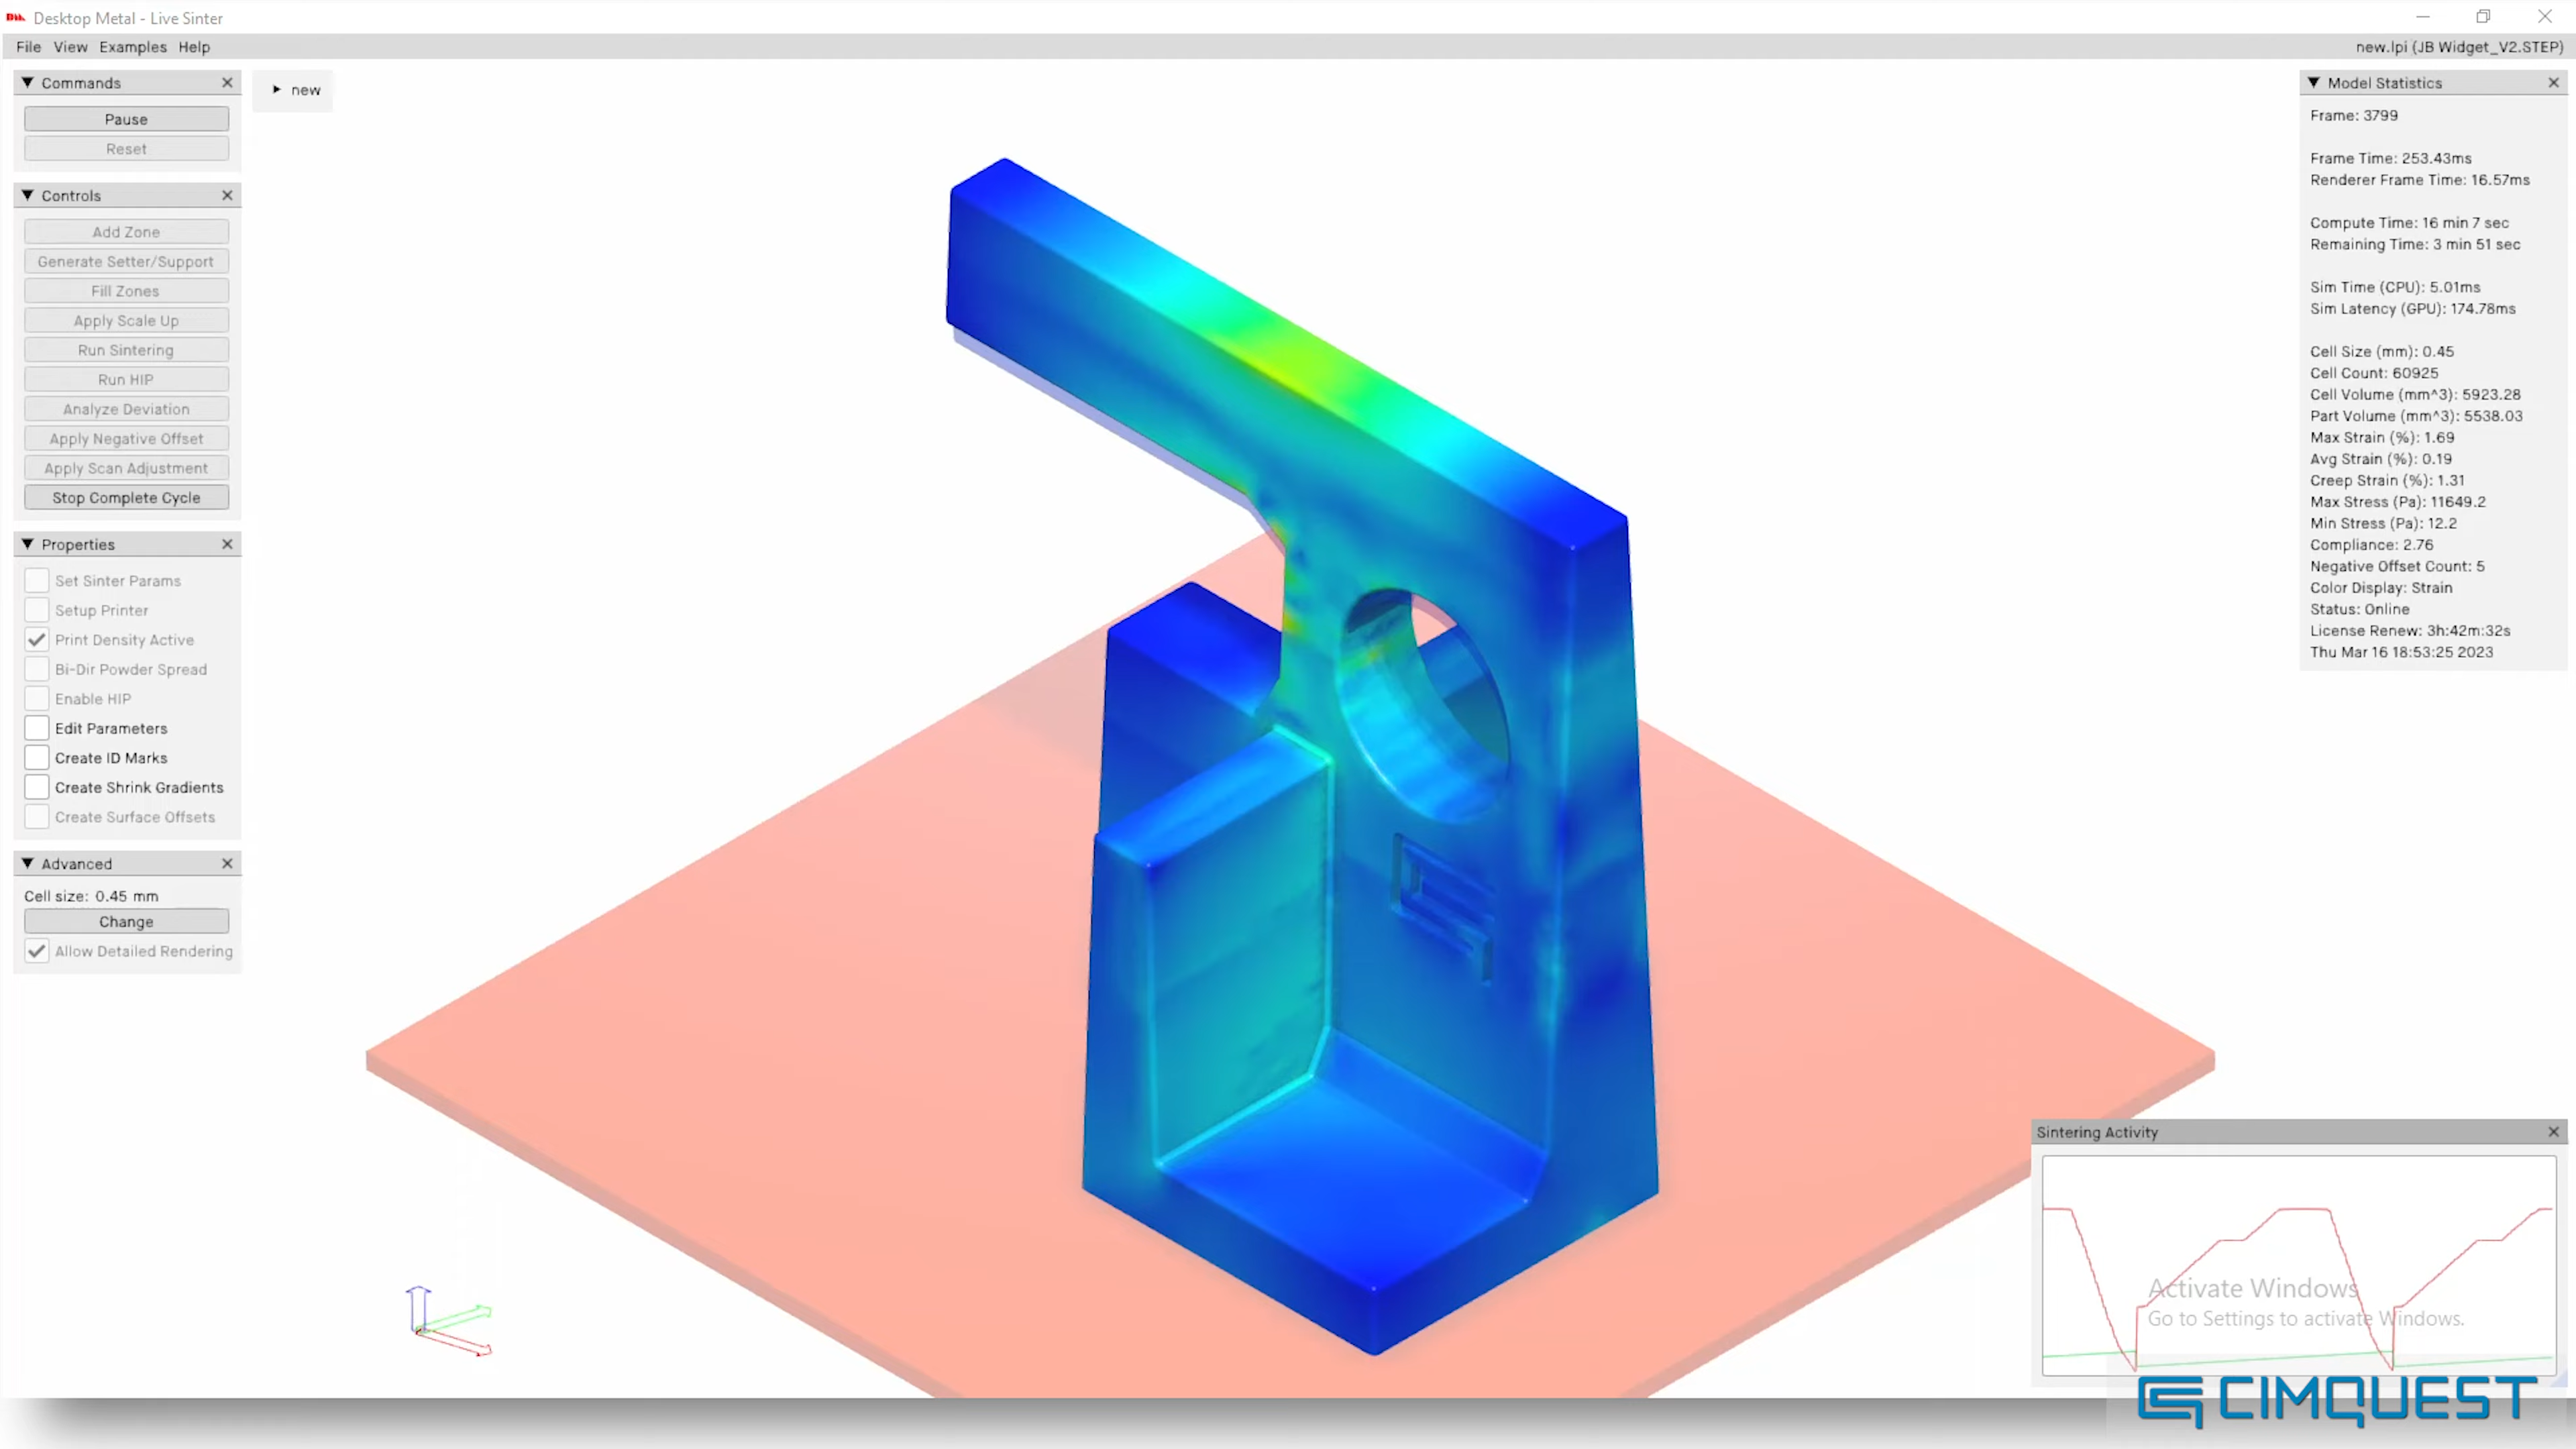 Desktop Metal - Live Sinter
File View Examples Help
new.lpi (JB Widget_V2.STEP)
Commands
Pause
Reset
Controls
Add Zone
Generate Setter/Support
Fill Zones
Apply Scale Up
Run Sintering
Run HIP
Analyze Deviation
Apply Negative Offset
Apply Scan Adjustment
Stop Complete Cycle
Properties
Set Sinter Params
Setup Printer
Print Density Active
Bi-Dir Powder Spread
Enable HIP
Edit Parameters
Create ID Marks
Create Shrink Gradients
Create Surface Offsets
Advanced
Cell size: 0.45 mm
Change
Allow Detailed Rendering
new
Model Statistics
Frame: 3799
Frame Time: 253.43ms
Renderer Frame Time: 16.57ms
Compute Time: 16 min 7 sec
Remaining Time: 3 min 51 sec
Sim Time (CPU): 5.01ms
Sim Latency (GPU): 174.78ms
Cell Size (mm): 0.45
Cell Count: 60925
Cell Volume (mm^3): 5923.28
Part Volume (mm^3): 5538.03
Max Strain (%): 1.69
Avg Strain (%): 0.19
Creep Strain (%): 1.31
Max Stress (Pa): 11649.2
Min Stress (Pa): 12.2
Compliance: 2.76
Negative Offset Count: 5
Color Display: Strain
Status: Online
License Renew: 3h:42m:32s
Thu Mar 16 18:53:25 2023
Sintering Activity
Activate Windows
Go to Settings to activate Windows.
CIMQUEST